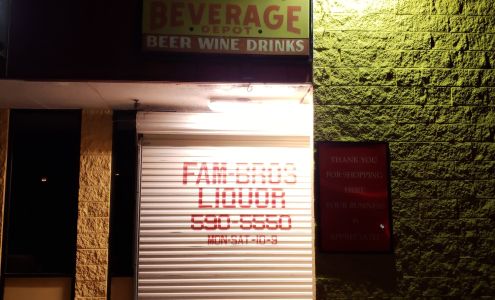 BEVERAGE
DEPOT
BEER WINE DRINKS
FAM-BROS
LIQUOR
590-5550
MON-SAT-10-9
THANK YOU
FOR SHOPPING
HERE
YOUR BUSINESS
IS
APPRECIATED